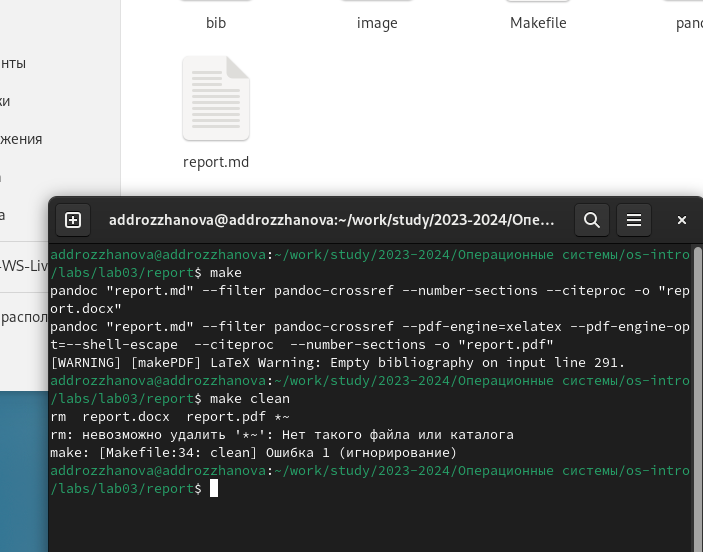 bib
image
Makefile
pand
нты
ки
жения
а
report.md
addrozzhanova@addrozzhanova:~/work/study/2023-2024/Опе...
-WS-Liv
распол
addrozzhanova@addrozzhanova:~/work/study/2023-2024/Операционные системы/os-intro
/labs/lab03/report$ make
pandoc "report.md" --filter pandoc-crossref --number-sections --citeproc -o "rep
ort.docx"
pandoc "report.md" --filter pandoc-crossref --pdf-engine=xelatex --pdf-engine-op
t=--shell-escape  --citeproc  --number-sections -o "report.pdf"
[WARNING] [makePDF] LaTeX Warning: Empty bibliography on input line 291.
addrozzhanova@addrozzhanova:~/work/study/2023-2024/Операционные системы/os-intro
/labs/lab03/report$ make clean
rm  report.docx  report.pdf *~
rm: невозможно удалить '*~': Нет такого файла или каталога
make: [Makefile:34: clean] Ошибка 1 (игнорирование)
addrozzhanova@addrozzhanova:~/work/study/2023-2024/Операционные системы/os-intro
/labs/lab03/report$